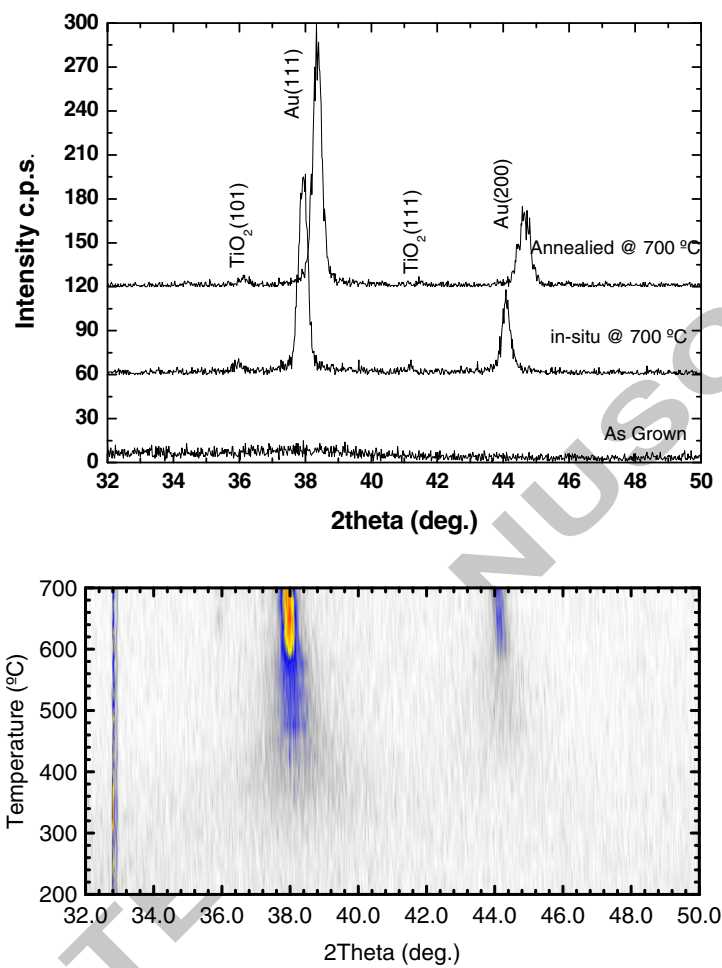 300
270
240
210
180
150
120
90
60
30
0
Intensity c.p.s.
TiO2(101)
Au(111)
TiO2(111)
Au(200)
Annealied @ 700 ºC
in-situ @ 700 ºC
As Grown
32 34 36 38 40 42 44 46 48 50
2theta (deg.)
700
600
500
400
300
200
Temperature (ºC)
32.0 34.0 36.0 38.0 40.0 42.0 44.0 46.0 48.0 50.0
2Theta (deg.)